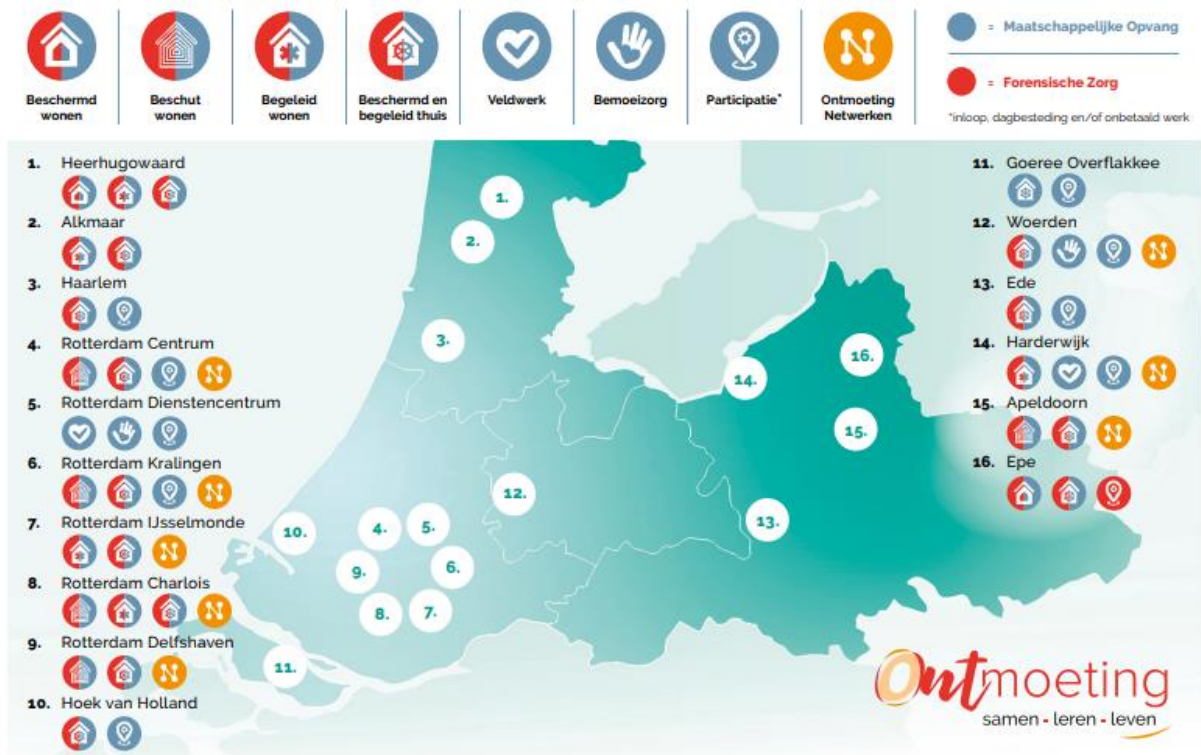 Beschermd
wonen
Beschut
wonen
Begeleid
wonen
Beschermd en
begeleid thuis
Veldwerk
Bemoeizorg
Participatie*
Ontmoeting
Netwerken
= Maatschappelijke Opvang
= Forensische Zorg
*inloop, dagbesteding en/of onbetaald werk
1. Heerhugowaard
2. Alkmaar
3. Haarlem
4. Rotterdam Centrum
5. Rotterdam Dienstencentrum
6. Rotterdam Kralingen
7. Rotterdam IJsselmonde
8. Rotterdam Charlois
9. Rotterdam Delfshaven
10. Hoek van Holland
1.
2.
3.
4.
5.
6.
7.
8.
9.
10.
11.
12.
13.
14.
15.
16.
11. Goeree Overflakkee
12. Woerden
13. Ede
14. Harderwijk
15. Apeldoorn
16. Epe
Ontmoeting
samen - leren - leven